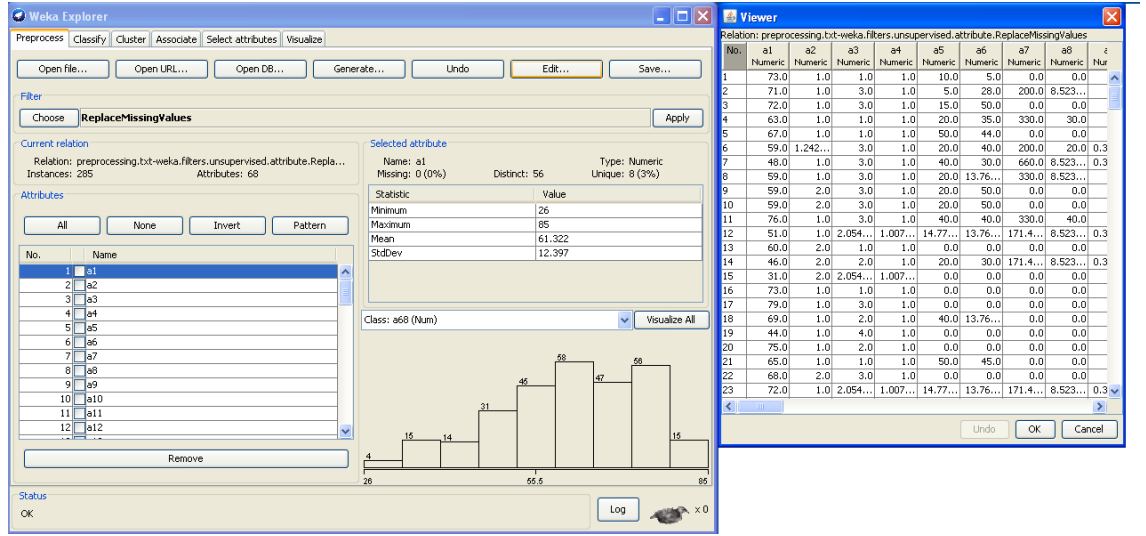 Weka Explorer
Preprocess Classify Cluster Associate Select attributes Visualize
Open file... Open URL... Open DB... Generate... Undo Edit... Save...
Filter
Choose ReplaceMissingValues Apply
Current relation
Relation: preprocessing.txt-weka.filters.unsupervised.attribute.Repla...
Instances: 285 Attributes: 68
Attributes
All None Invert Pattern
No. Name
1 a1
2 a2
3 a3
4 a4
5 a5
6 a6
7 a7
8 a8
9 a9
10 a10
11 a11
12 a12
Remove
Selected attribute
Name: a1 Type: Numeric
Missing: 0 (0%) Distinct: 56 Unique: 8 (3%)
Statistic Value
Minimum 26
Maximum 85
Mean 61.322
StdDev 12.397
Class: a68 (Num) Visualize All
4 15 14 31 45 58 47 56 15
26 55.5 85
Status
OK
Log x 0
Viewer
Relation: preprocessing.txt-weka.filters.unsupervised.attribute.ReplaceMissingValues
No. a1 a2 a3 a4 a5 a6 a7 a8
Numeric Numeric Numeric Numeric Numeric Numeric Numeric Numeric Nur
1 73.0 1.0 1.0 1.0 10.0 5.0 0.0 0.0
2 71.0 1.0 3.0 1.0 5.0 28.0 200.0 8.523...
3 72.0 1.0 3.0 1.0 15.0 50.0 0.0 0.0
4 63.0 1.0 1.0 1.0 20.0 35.0 330.0 30.0
5 67.0 1.0 1.0 1.0 50.0 44.0 0.0 0.0
6 59.0 1.242... 3.0 1.0 20.0 40.0 200.0 20.0 0.3
7 48.0 1.0 3.0 1.0 40.0 30.0 660.0 8.523... 0.3
8 59.0 1.0 3.0 1.0 20.0 13.76... 330.0 8.523...
9 59.0 2.0 3.0 1.0 20.0 50.0 0.0 0.0
10 59.0 2.0 3.0 1.0 20.0 50.0 0.0 0.0
11 76.0 1.0 3.0 1.0 40.0 40.0 330.0 40.0
12 51.0 1.0 2.054... 1.007... 14.77... 13.76... 171.4... 8.523... 0.3
13 60.0 2.0 1.0 1.0 0.0 0.0 0.0 0.0
14 46.0 2.0 2.0 1.0 20.0 30.0 171.4... 8.523... 0.3
15 31.0 2.0 2.054... 1.007... 0.0 0.0 0.0 0.0
16 73.0 1.0 1.0 1.0 0.0 0.0 0.0 0.0
17 79.0 1.0 3.0 1.0 0.0 0.0 0.0 0.0
18 69.0 1.0 2.0 1.0 40.0 13.76... 0.0 0.0
19 44.0 1.0 4.0 1.0 0.0 0.0 0.0 0.0
20 75.0 1.0 2.0 1.0 0.0 0.0 0.0 0.0
21 65.0 1.0 1.0 1.0 50.0 45.0 0.0 0.0
22 68.0 2.0 3.0 1.0 0.0 0.0 0.0 0.0
23 72.0 1.0 2.054... 1.007... 14.77... 13.76... 171.4... 8.523... 0.3
Undo OK Cancel